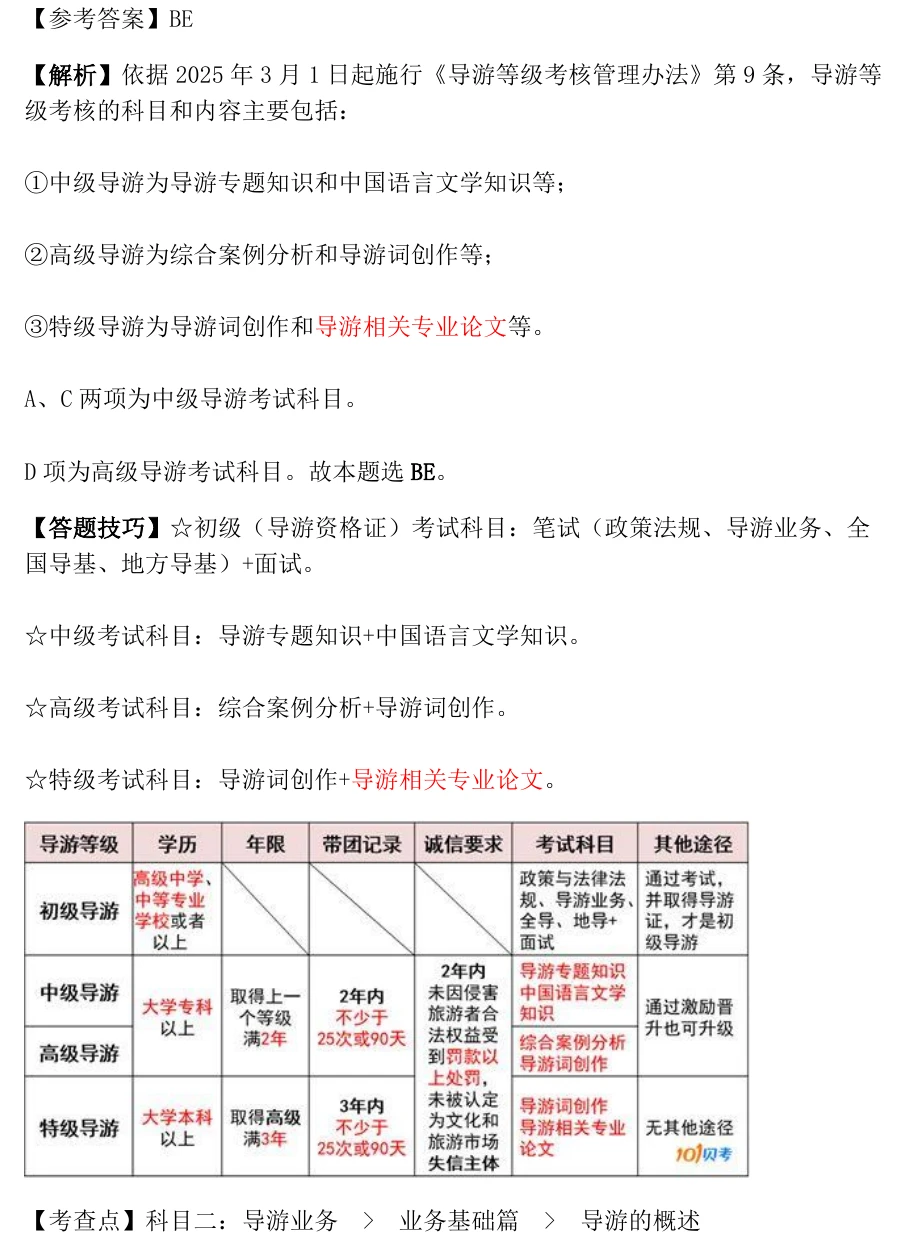 【参考答案】BE
【解析】依据 2025 年 3 月 1 日起施行《导游等级考核管理办法》第 9 条，导游等
级考核的科目和内容主要包括：
①中级导游为导游专题知识和中国语言文学知识等；
②高级导游为综合案例分析和导游词创作等；
③特级导游为导游词创作和导游相关专业论文等。
A、C 两项为中级导游考试科目。
D 项为高级导游考试科目。故本题选 BE。
【答题技巧】☆初级（导游资格证）考试科目：笔试（政策法规、导游业务、全
国导基、地方导基）+面试。
☆中级考试科目：导游专题知识+中国语言文学知识。
☆高级考试科目：综合案例分析+导游词创作。
☆特级考试科目：导游词创作+导游相关专业论文。
导游等级 学历 年限 带团记录 诚信要求 考试科目 其他途径
初级导游
高级中学、
中等专业
学校或者
以上
政策与法律法
规、导游业务、
全导、地导+
面试
通过考试，
并取得导游
证，才是初
级导游
中级导游
高级导游
大学专科
以上
取得上一
个等级
满2年
2年内
不少于
25次或90天
2年内
未因侵害
旅游者合
法权益受
到罚款以
上处罚，
未被认定
为文化和
旅游市场
失信主体
导游专题知识
中国语言文学
知识
综合案例分析
导游词创作
通过激励晋
升也可升级
特级导游
大学本科
以上
取得高级
满3年
3年内
不少于
25次或90天
导游词创作
导游相关专业
论文
无其他途径
101贝考
【考查点】科目二：导游业务 > 业务基础篇 > 导游的概述